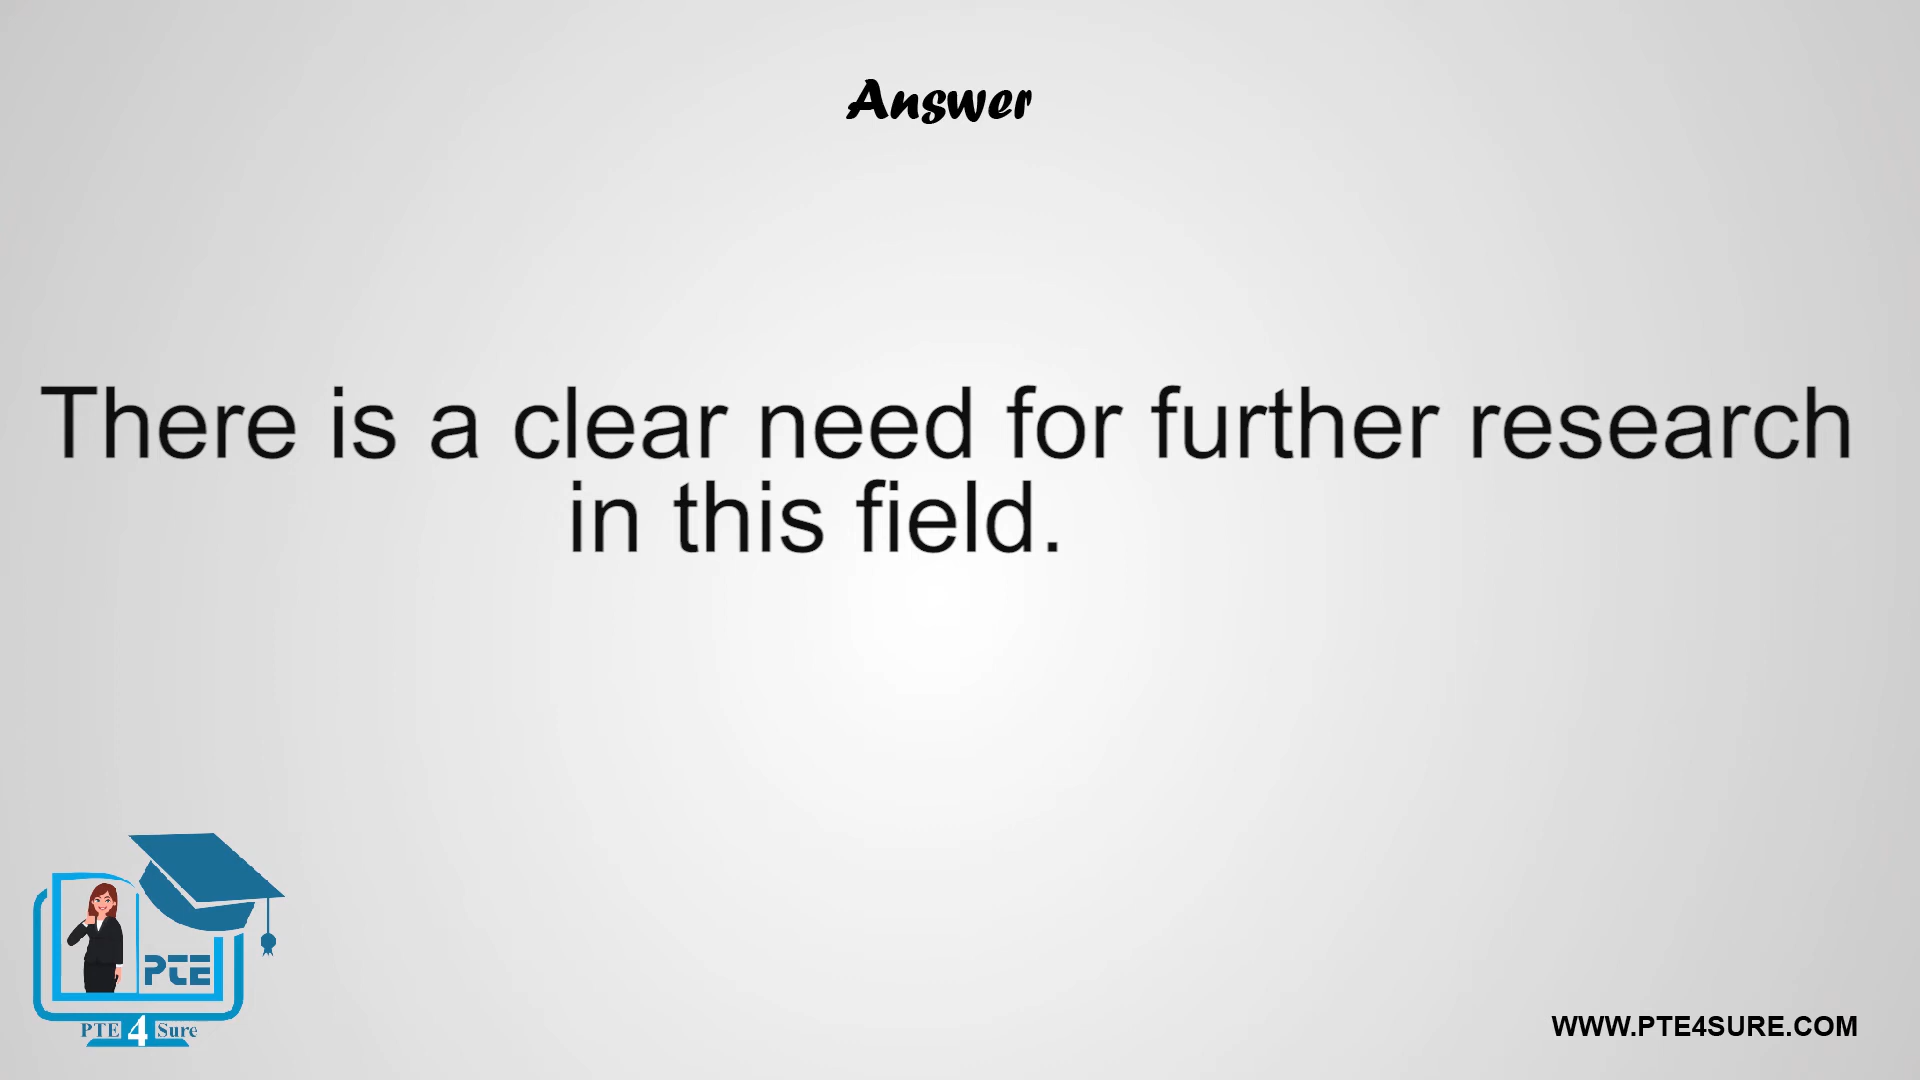 Answer
There is a clear need for further research
in this field.
PTE
PTE 4 Sure
WWW.PTE4SURE.COM